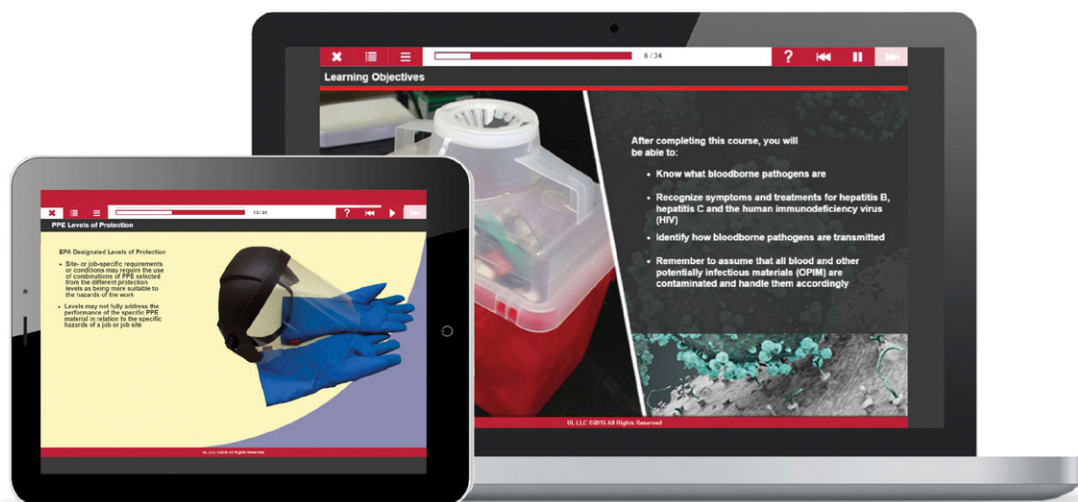 6 / 34
?
Learning Objectives
After completing this course, you will
be able to:
• Know what bloodborne pathogens are
• Recognize symptoms and treatments for hepatitis B,
hepatitis C and the human immunodeficiency virus
(HIV)
• Identify how bloodborne pathogens are transmitted
• Remember to assume that all blood and other
potentially infectious materials (OPIM) are
contaminated and handle them accordingly
UL LLC ©2016 All Rights Reserved
?
PPE Levels of Protection
EPA Designated Levels of Protection
• Site- or job-specific requirements
or conditions may require the use
of combinations of PPE selected
from the different protection
levels as being more suitable to
the hazards of the work
• Levels may not fully address the
performance of the specific PPE
material in relation to the specific
hazards of a job or job site
UL LLC ©2016 All Rights Reserved